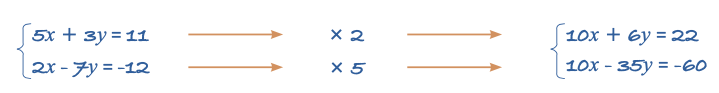 5x + 3y = 11 × 2 10x + 6y = 22
2x - 7y = -12 × 5 10x - 35y = -60